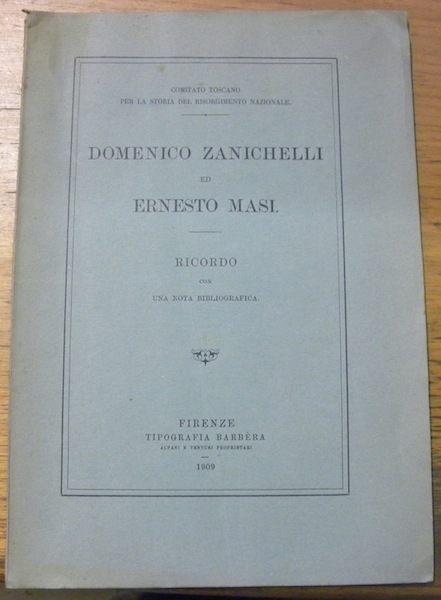 COMITATO TOSCANO
PER LA STORIA DEL RISORGIMENTO NAZIONALE.
DOMENICO ZANICHELLI
ED
ERNESTO MASI.
RICORDO
CON
UNA NOTA BIBLIOGRAFICA.
FIRENZE
TIPOGRAFIA BARBÈRA
ALFANI E VENTURI PROPRIETARI
1909